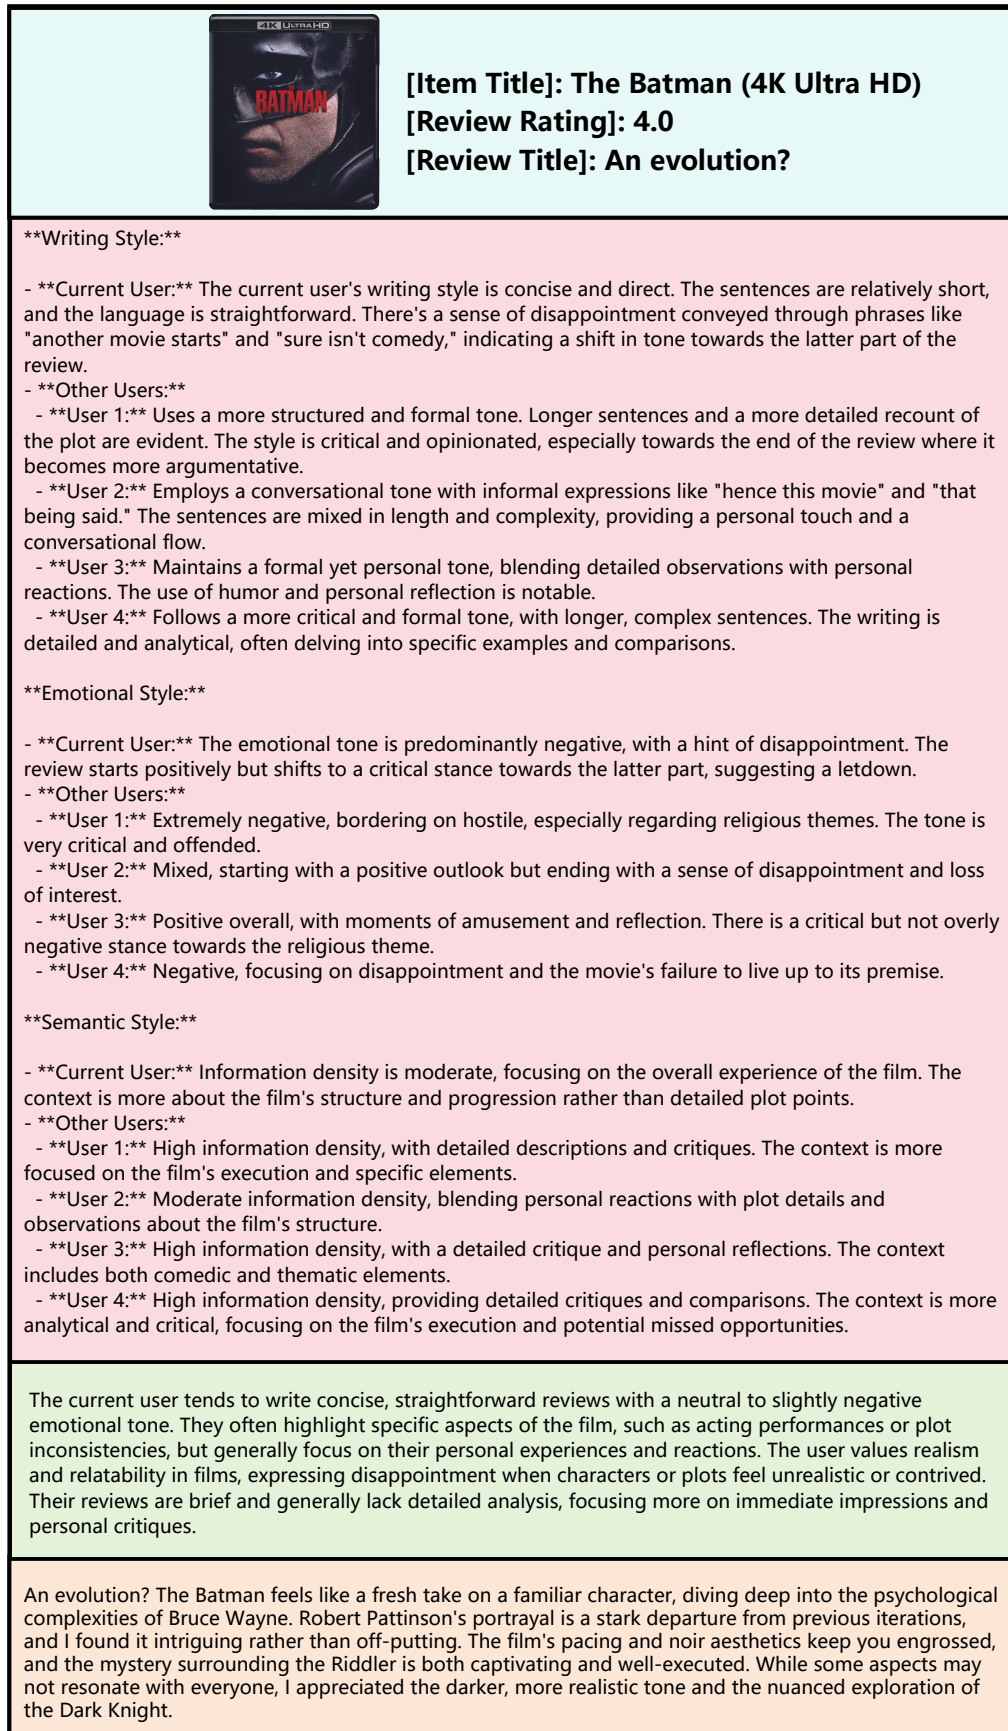 4K ULTRA HD
BATMAN
[Item Title]: The Batman (4K Ultra HD)
[Review Rating]: 4.0
[Review Title]: An evolution?
**Writing Style:**
- **Current User:** The current user's writing style is concise and direct. The sentences are relatively short,
and the language is straightforward. There's a sense of disappointment conveyed through phrases like
"another movie starts" and "sure isn't comedy," indicating a shift in tone towards the latter part of the
review.
- **Other Users:**
- **User 1:** Uses a more structured and formal tone. Longer sentences and a more detailed recount of
the plot are evident. The style is critical and opinionated, especially towards the end of the review where it
becomes more argumentative.
- **User 2:** Employs a conversational tone with informal expressions like "hence this movie" and "that
being said." The sentences are mixed in length and complexity, providing a personal touch and a
conversational flow.
- **User 3:** Maintains a formal yet personal tone, blending detailed observations with personal
reactions. The use of humor and personal reflection is notable.
- **User 4:** Follows a more critical and formal tone, with longer, complex sentences. The writing is
detailed and analytical, often delving into specific examples and comparisons.
**Emotional Style:**
- **Current User:** The emotional tone is predominantly negative, with a hint of disappointment. The
review starts positively but shifts to a critical stance towards the latter part, suggesting a letdown.
- **Other Users:**
- **User 1:** Extremely negative, bordering on hostile, especially regarding religious themes. The tone is
very critical and offended.
- **User 2:** Mixed, starting with a positive outlook but ending with a sense of disappointment and loss
of interest.
- **User 3:** Positive overall, with moments of amusement and reflection. There is a critical but not overly
negative stance towards the religious theme.
- **User 4:** Negative, focusing on disappointment and the movie's failure to live up to its premise.
**Semantic Style:**
- **Current User:** Information density is moderate, focusing on the overall experience of the film. The
context is more about the film's structure and progression rather than detailed plot points.
- **Other Users:**
- **User 1:** High information density, with detailed descriptions and critiques. The context is more
focused on the film's execution and specific elements.
- **User 2:** Moderate information density, blending personal reactions with plot details and
observations about the film's structure.
- **User 3:** High information density, with a detailed critique and personal reflections. The context
includes both comedic and thematic elements.
- **User 4:** High information density, providing detailed critiques and comparisons. The context is more
analytical and critical, focusing on the film's execution and potential missed opportunities.
The current user tends to write concise, straightforward reviews with a neutral to slightly negative
emotional tone. They often highlight specific aspects of the film, such as acting performances or plot
inconsistencies, but generally focus on their personal experiences and reactions. The user values realism
and relatability in films, expressing disappointment when characters or plots feel unrealistic or contrived.
Their reviews are brief and generally lack detailed analysis, focusing more on immediate impressions and
personal critiques.
An evolution? The Batman feels like a fresh take on a familiar character, diving deep into the psychological
complexities of Bruce Wayne. Robert Pattinson's portrayal is a stark departure from previous iterations,
and I found it intriguing rather than off-putting. The film's pacing and noir aesthetics keep you engrossed,
and the mystery surrounding the Riddler is both captivating and well-executed. While some aspects may
not resonate with everyone, I appreciated the darker, more realistic tone and the nuanced exploration of
the Dark Knight.